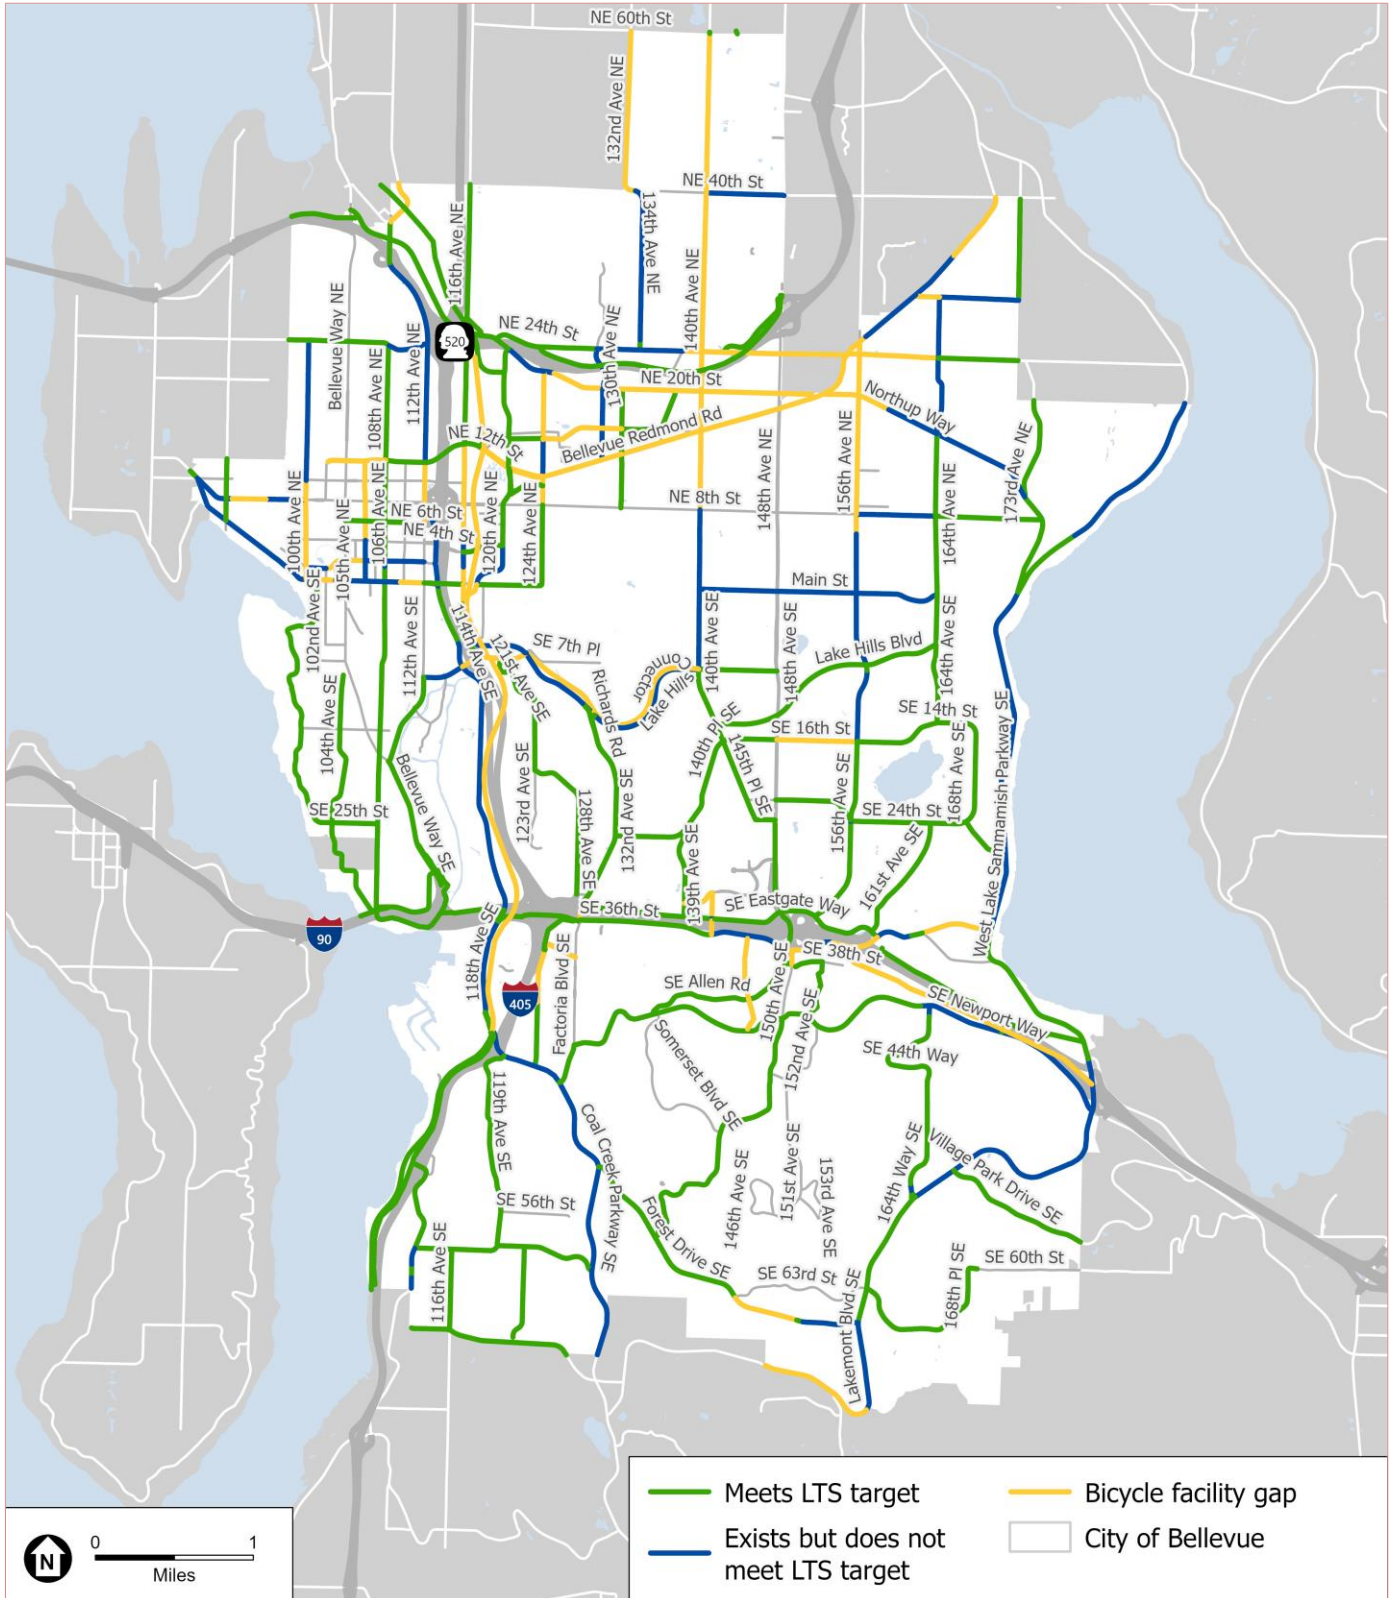 NE 60th St
132nd Ave NE
NE 40th St
134th Ave NE
116th Ave NE
140th Ave NE
Bellevue Way NE
520
NE 24th St
130th Ave NE
112th Ave NE
108th Ave NE
NE 20th St
Northup Way
Bellevue Redmond Rd
NE 12th St
173rd Ave NE
156th Ave NE
148th Ave NE
164th Ave NE
100th Ave NE
106th Ave NE
105th Ave NE
NE 8th St
NE 6th St
NE 4th St
120th Ave NE
124th Ave NE
Main St
102nd Ave SE
112th Ave SE
114th Ave SE
121st Ave SE
SE 7th Pl
Lake Hills
Connector
140th Ave SE
148th Ave SE
Lake Hills Blvd
164th Ave SE
104th Ave SE
Richards Rd
140th Pl SE
145th Pl SE
SE 16th St
SE 14th St
168th Ave SE
West Lake Sammamish Parkway SE
Bellevue Way SE
123rd Ave SE
128th Ave SE
132nd Ave SE
SE 25th St
156th Ave SE
SE 24th St
139th Ave SE
161st Ave SE
SE 36th St
SE Eastgate Way
90
118th Ave SE
405
Factoria Blvd SE
SE 38th St
SE Allen Rd
150th Ave SE
152nd Ave SE
SE Newport Way
Somerset Blvd SE
SE 44th Way
119th Ave SE
Coal Creek Parkway SE
SE 56th St
146th Ave SE
151st Ave SE
153rd Ave SE
164th Way SE
Village Park Drive SE
Forest Drive SE
116th Ave SE
SE 63rd St
SE 60th St
168th Pl SE
Lakemont Blvd SE
N
0 1
Miles
Meets LTS target
Exists but does not
meet LTS target
Bicycle facility gap
City of Bellevue